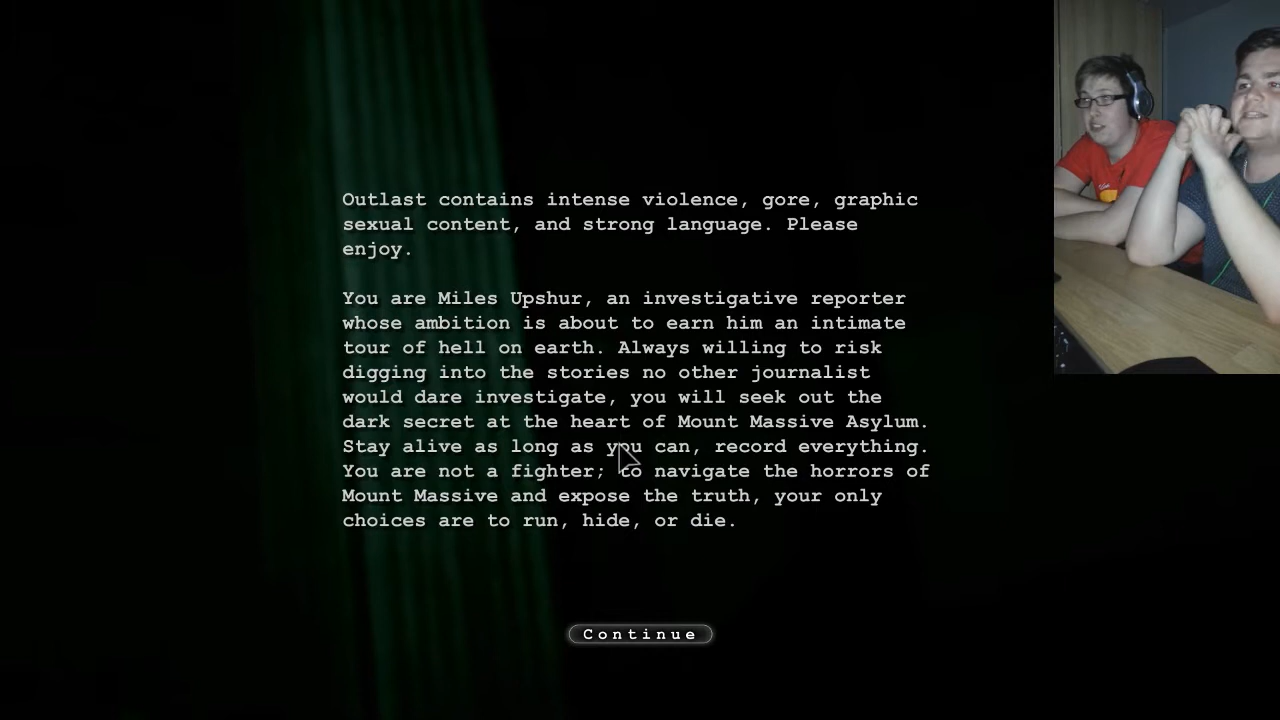 Outlast contains intense violence, gore, graphic
sexual content, and strong language. Please
enjoy.
You are Miles Upshur, an investigative reporter
whose ambition is about to earn him an intimate
tour of hell on earth. Always willing to risk
digging into the stories no other journalist
would dare investigate, you will seek out the
dark secret at the heart of Mount Massive Asylum.
Stay alive as long as you can, record everything.
You are not a fighter; to navigate the horrors of
Mount Massive and expose the truth, your only
choices are to run, hide, or die.
Continue